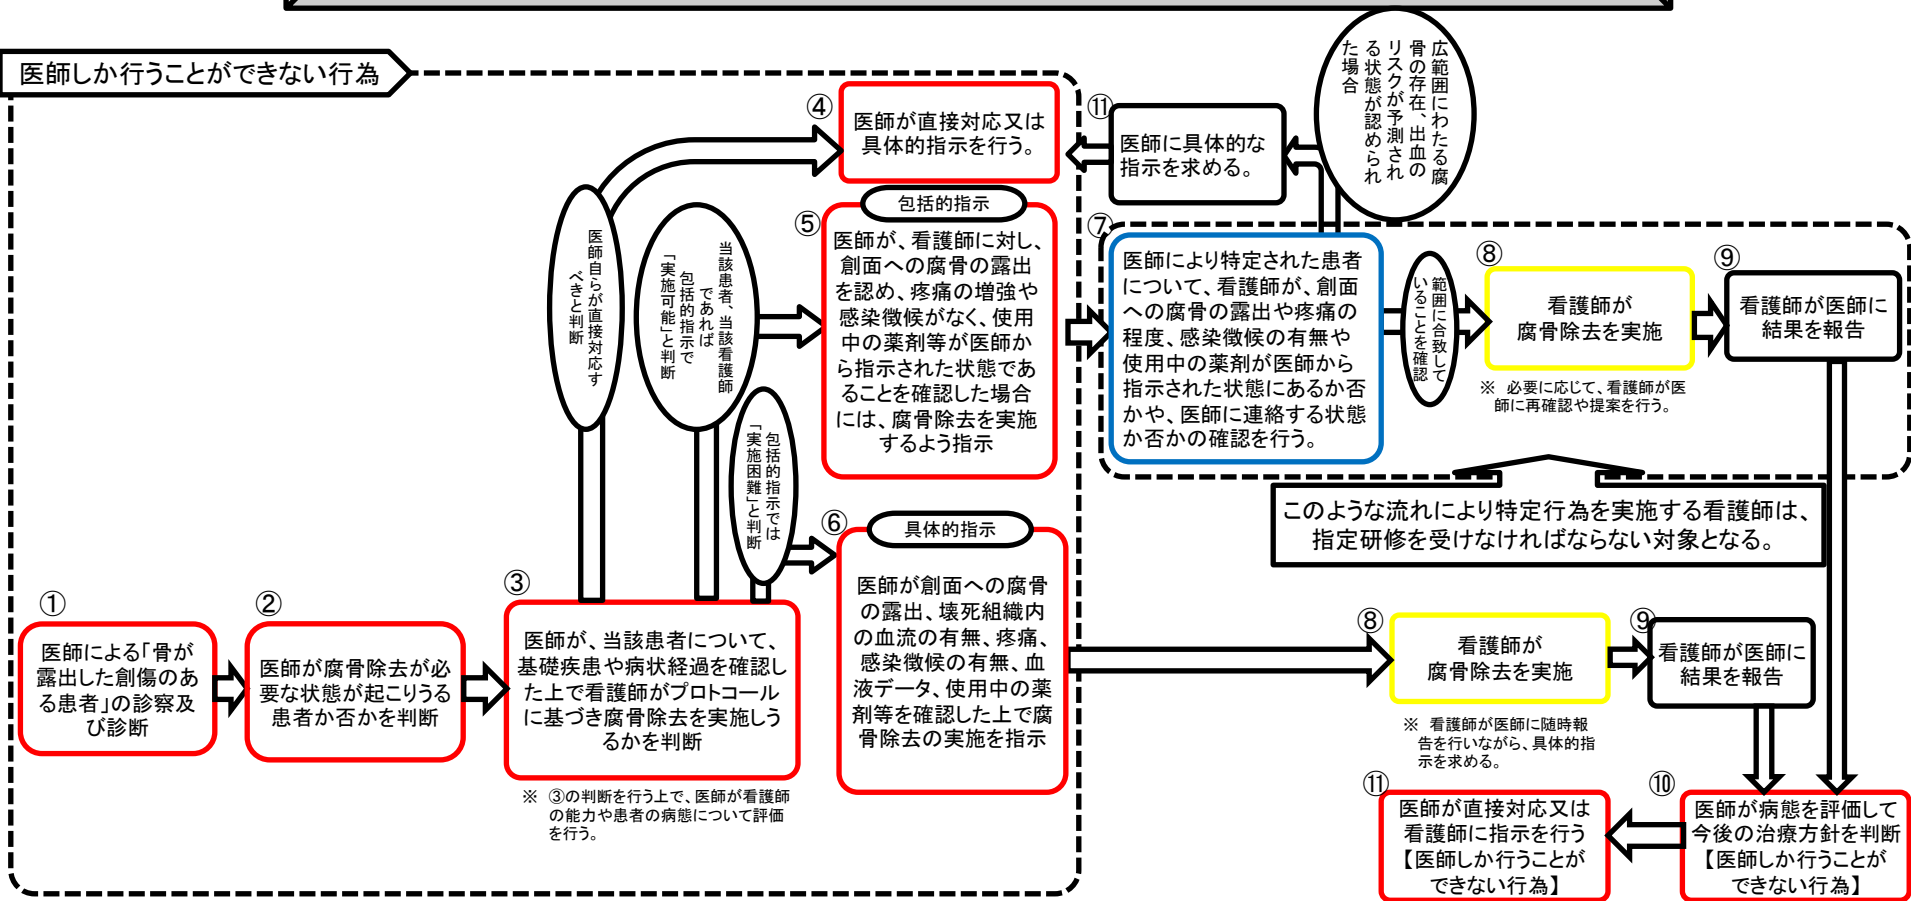 医師しか行うことができない行為
①
医師による「骨が
露出した創傷のあ
る患者」の診察及
び診断
②
医師が腐骨除去が必
要な状態が起こりうる
患者か否かを判断
③
医師が、当該患者について、
基礎疾患や病状経過を確認し
た上で看護師がプロトコール
に基づき腐骨除去を実施しう
るかを判断
※ ③の判断を行う上で、医師が看護師
の能力や患者の病態について評価
を行う。
医師自らが直接対応す
べきと判断
④
医師が直接対応又は
具体的指示を行う。
当該患者、当該看護師
であれば
包括的指示で
「実施可能」と判断
⑤
包括的指示
医師が、看護師に対し、
創面への腐骨の露出
を認め、疼痛の増強や
感染徴候がなく、使用
中の薬剤等が医師か
ら指示された状態であ
ることを確認した場合
には、腐骨除去を実施
するよう指示
包括的指示では
「実施困難」と判断
⑥
具体的指示
医師が創面への腐骨
の露出、壊死組織内
の血流の有無、疼痛、
感染徴候の有無、血
液データ、使用中の薬
剤等を確認した上で腐
骨除去の実施を指示
⑪
医師に具体的な
指示を求める。
広範囲にわたる腐
骨の存在、出血の
リスクが予測され
る状態が認められ
た場合
⑦
医師により特定された患者
について、看護師が、創面
への腐骨の露出や疼痛の
程度、感染徴候の有無や
使用中の薬剤が医師から
指示された状態にあるか否
かや、医師に連絡する状態
か否かの確認を行う。
範囲に合致して
いることを確認
⑧
看護師が
腐骨除去を実施
※ 必要に応じて、看護師が医
師に再確認や提案を行う。
⑨
看護師が医師に
結果を報告
このような流れにより特定行為を実施する看護師は、
指定研修を受けなければならない対象となる。
⑧
看護師が
腐骨除去を実施
※ 看護師が医師に随時報
告を行いながら、具体的指
示を求める。
⑨
看護師が医師に
結果を報告
⑩
医師が病態を評価して
今後の治療方針を判断
【医師しか行うことが
できない行為】
⑪
医師が直接対応又は
看護師に指示を行う
【医師しか行うことが
できない行為】